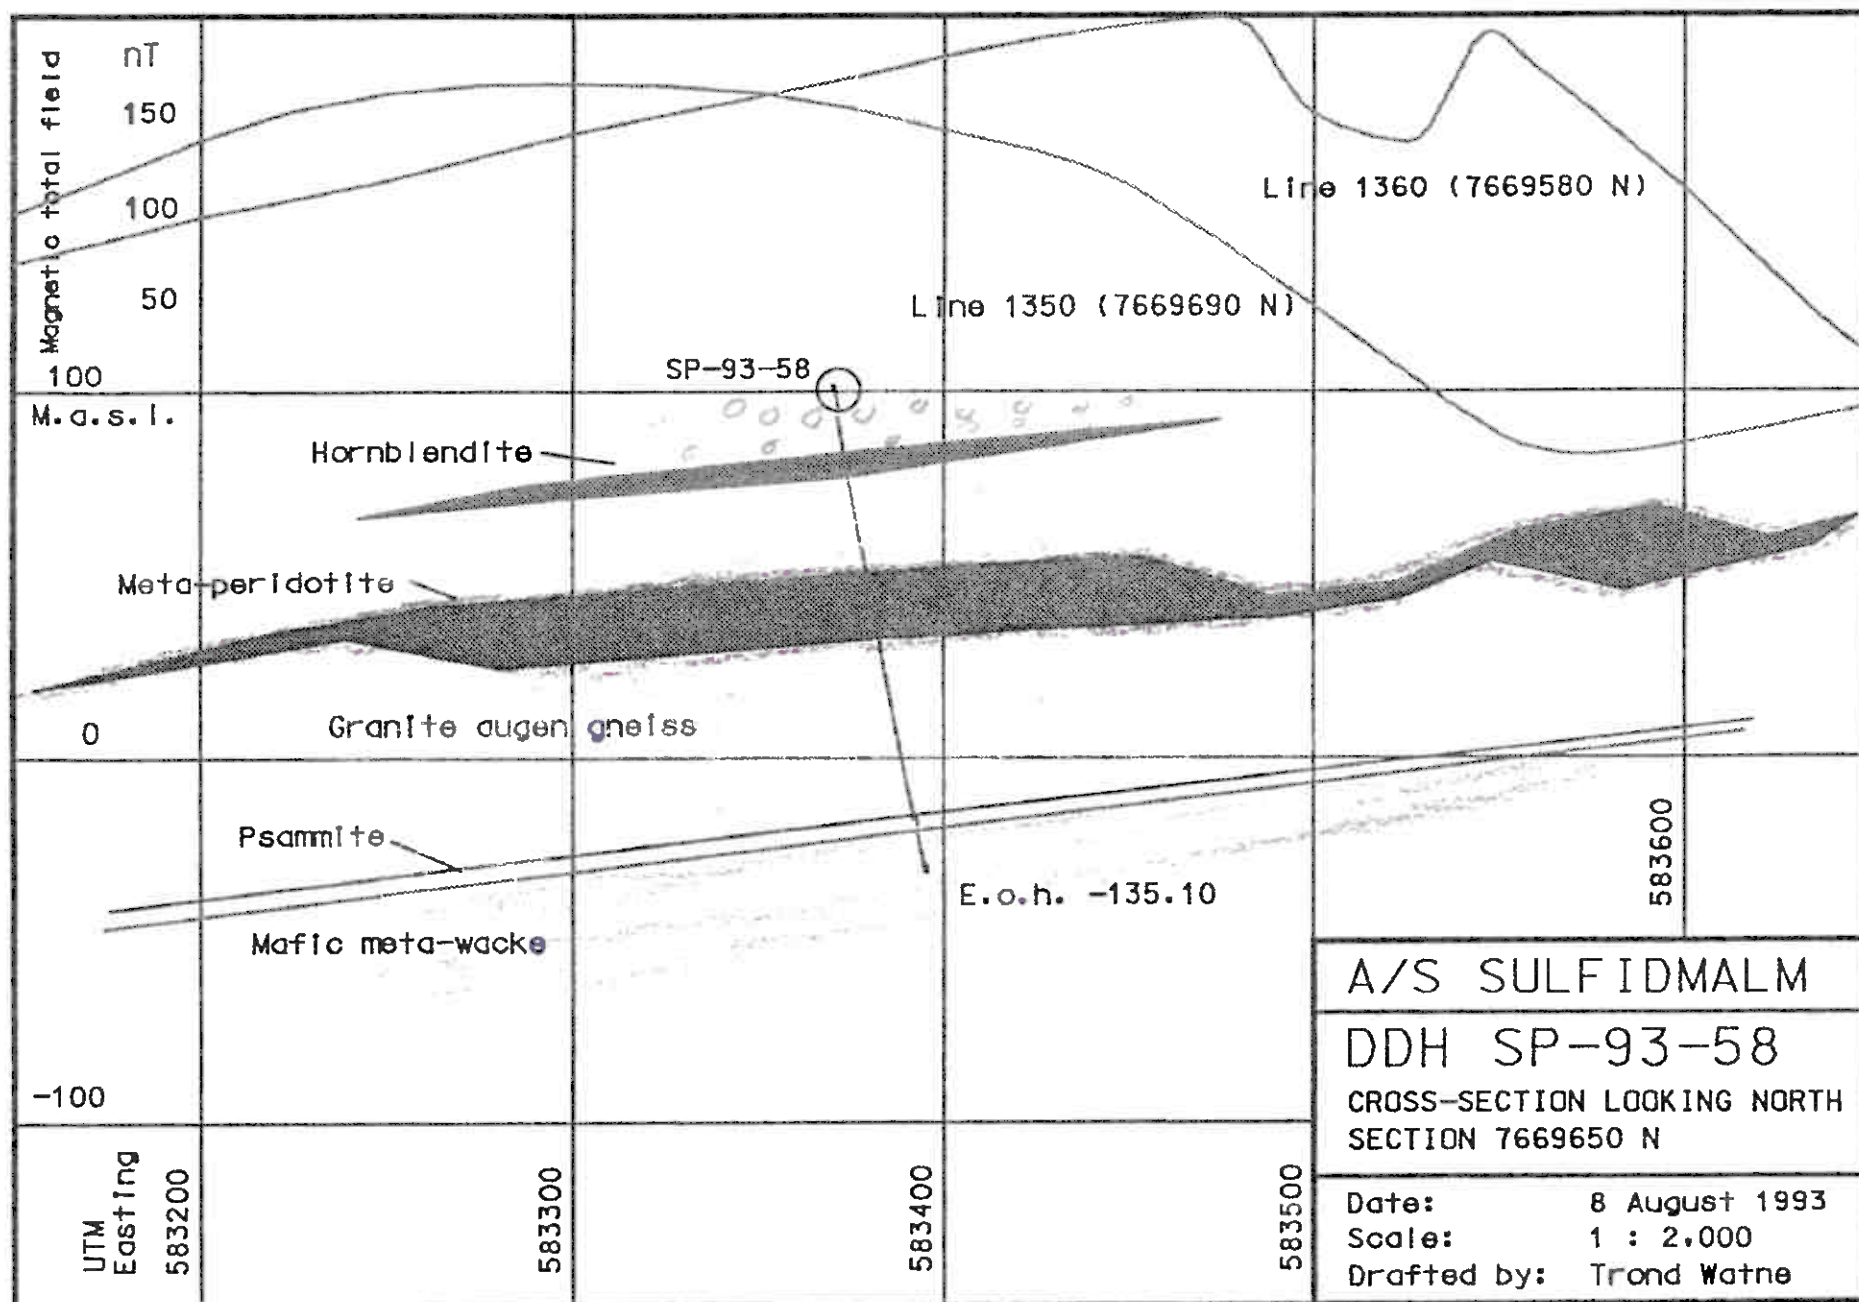 Magnetic total field
nT
150
100
50
Line 1360 (7669580 N)
Line 1350 (7669690 N)
SP-93-58
100
M.a.s.l.
Hornblendite
Meta-peridotite
0
Granite augen gneiss
Psammite
Mafic meta-wacke
E.o.h. -135.10
-100
UTM
Easting
583200
583300
583400
583500
583600
A/S SULFIDMALM
DDH SP-93-58
CROSS-SECTION LOOKING NORTH
SECTION 7669650 N
Date: 8 August 1993
Scale: 1 : 2.000
Drafted by: Trond Watne